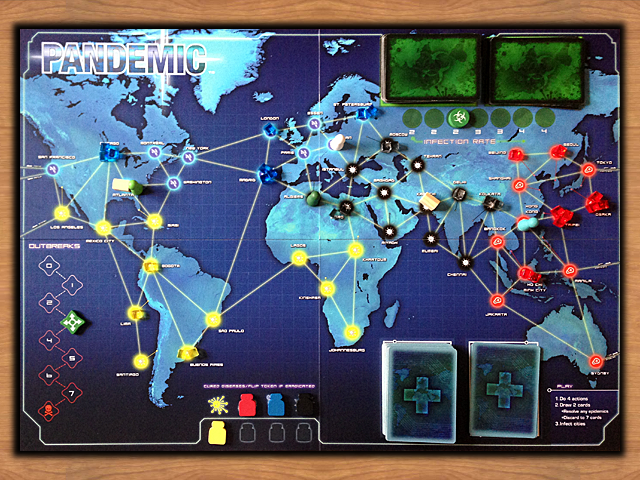 PANDEMIC
ESSEN
ST. PETERSBURG
LONDON
MOSCOW
2 2 2 3 3 4 4
INFECTION RATE
MONTREAL
NEW YORK
PARIS
TEHRAN
BEIJING
SEOUL
SAN FRANCISCO
TOKYO
MADRID
ISTANBUL
SHANGHAI
WASHINGTON
ATLANTA
ALGIERS
BAGHDAD
DELHI
KOLKATA
HONG KONG
OSAKA
TAIPEI
LOS ANGELES
MIAMI
MEXICO CITY
RIYADH
MUMBAI
BANGKOK
OUTBREAKS
LAGOS
KHARTOUM
CHENNAI
0
1
2
4
5
6
7
BOGOTA
KINSHASA
HO CHI MINH CITY
MANILA
JAKARTA
LIMA
SAO PAULO
JOHANNESBURG
SANTIAGO
BUENOS AIRES
SYDNEY
CURED DISEASES/FLIP TOKEN IF ERADICATED
PLAY
1. Do 4 actions
2. Draw 2 cards
•Resolve any epidemics
•Discard to 7 cards
3. Infect cities